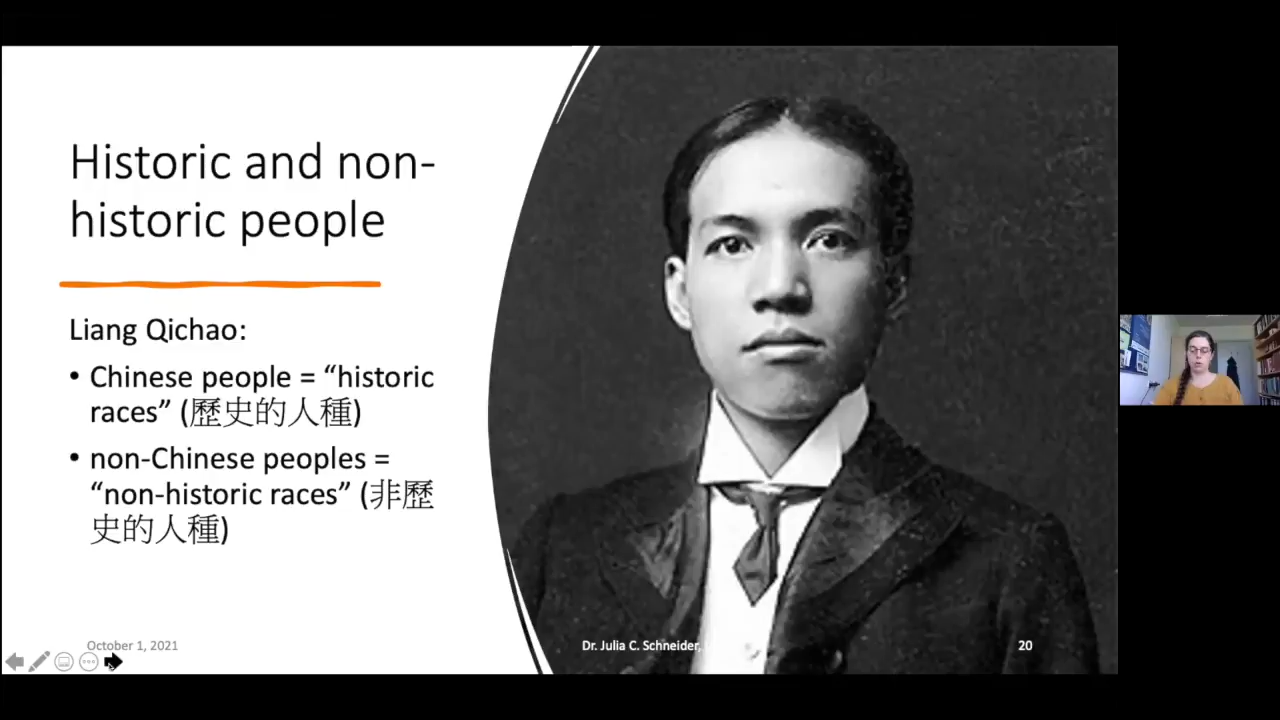 Historic and non-
historic people
Liang Qichao:
• Chinese people = “historic
races” (歷史的人種)
• non-Chinese peoples =
“non-historic races” (非歷
史的人種)
October 1, 2021
Dr. Julia C. Schneider,
20